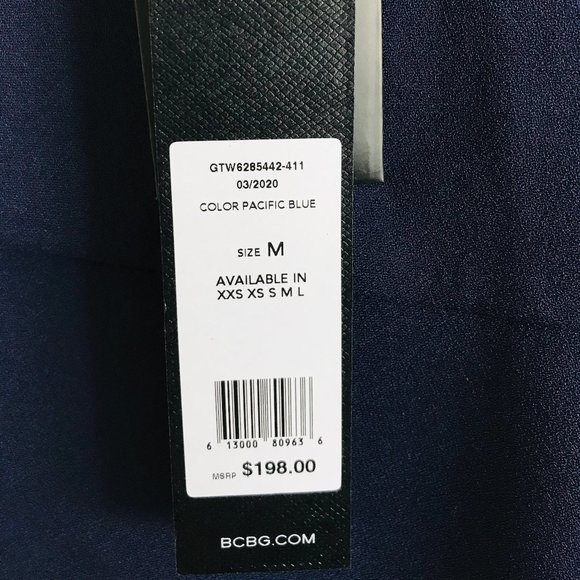 GTW6285442-411
03/2020
COLOR PACIFIC BLUE
SIZE M
AVAILABLE IN
XXS XS S M L
6 13000 80963 6
MSRP $198.00
BCBG.COM